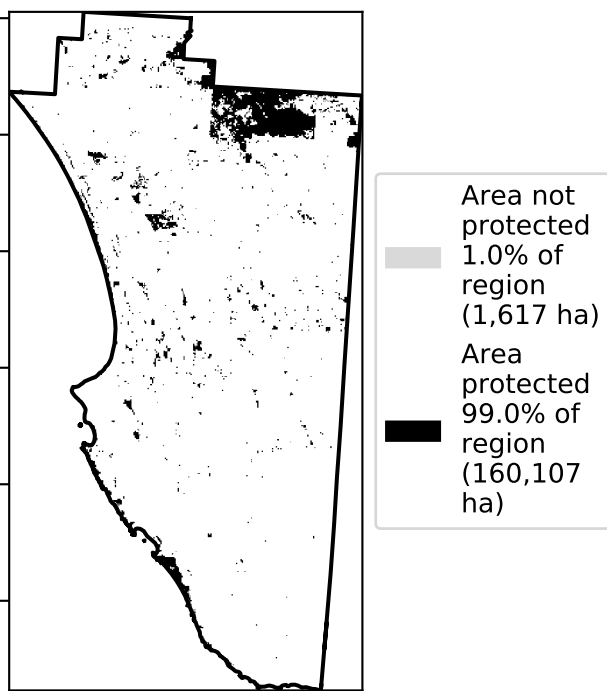 Area not
protected
1.0% of
region
(1,617 ha)
Area
protected
99.0% of
region
(160,107
ha)